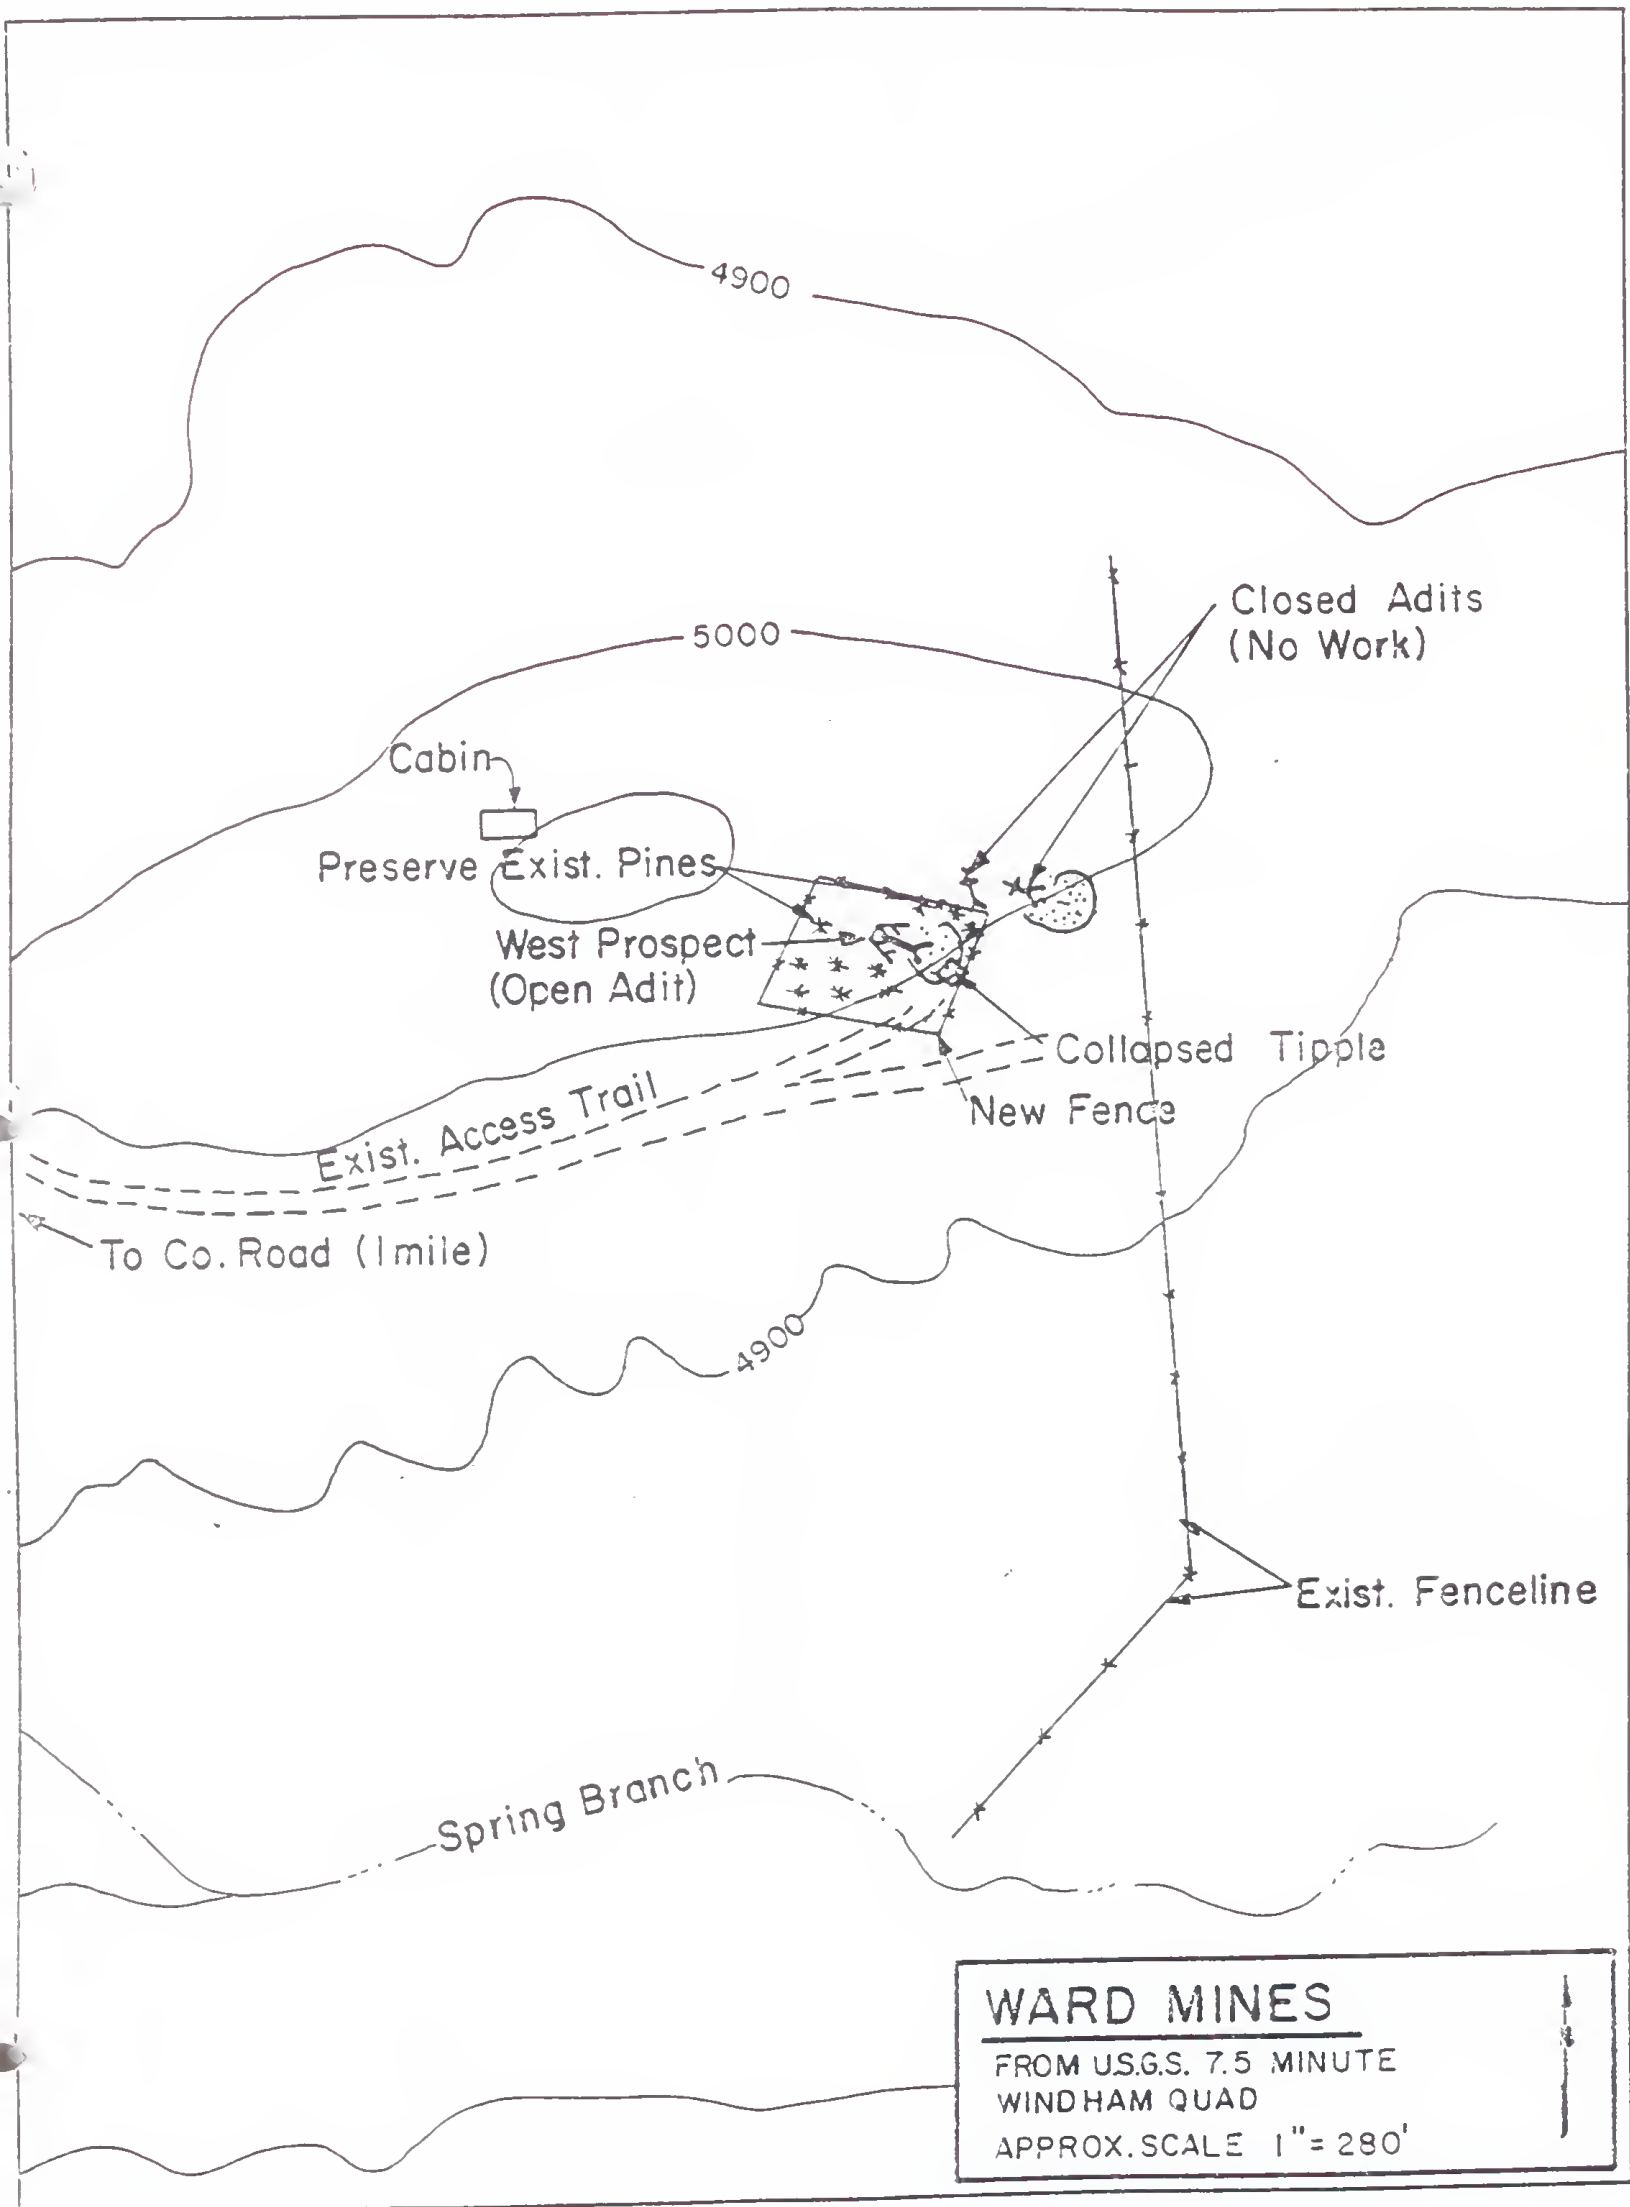 4900
5000
Closed Adits
(No Work)
Cabin
Preserve Exist. Pines
West Prospect
(Open Adit)
Collapsed Tipple
New Fence
Exist. Access Trail
To Co. Road (1 mile)
4900
Exist. Fenceline
Spring Branch
WARD MINES
FROM U.S.G.S. 7.5 MINUTE
WINDHAM QUAD
APPROX. SCALE 1" = 280'